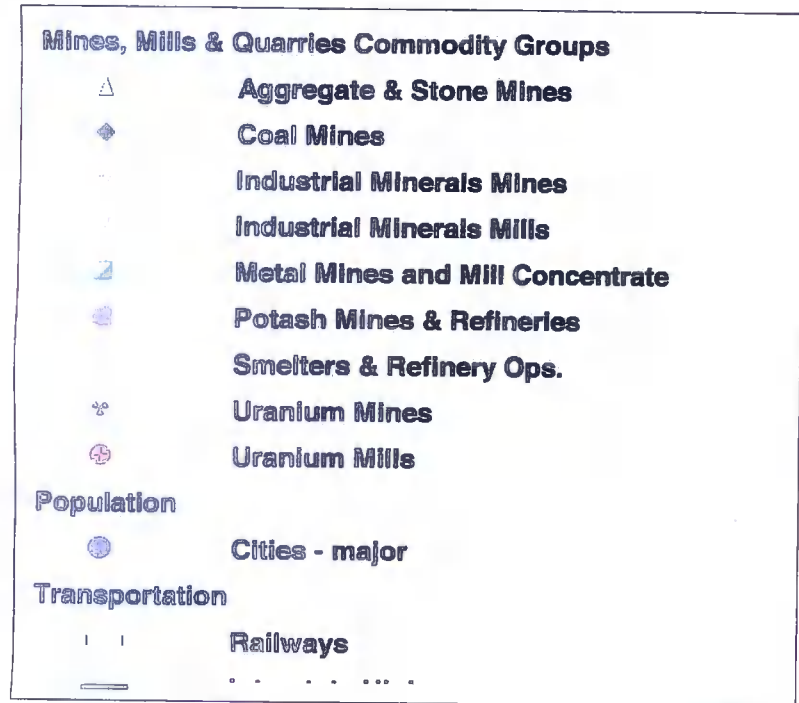 Mines, Mills & Quarries Commodity Groups
Aggregate & Stone Mines
Coal Mines
Industrial Minerals Mines
Industrial Minerals Mills
Metal Mines and Mill Concentrate
Potash Mines & Refineries
Smelters & Refinery Ops.
Uranium Mines
Uranium Mills
Population
Cities - major
Transportation
Railways